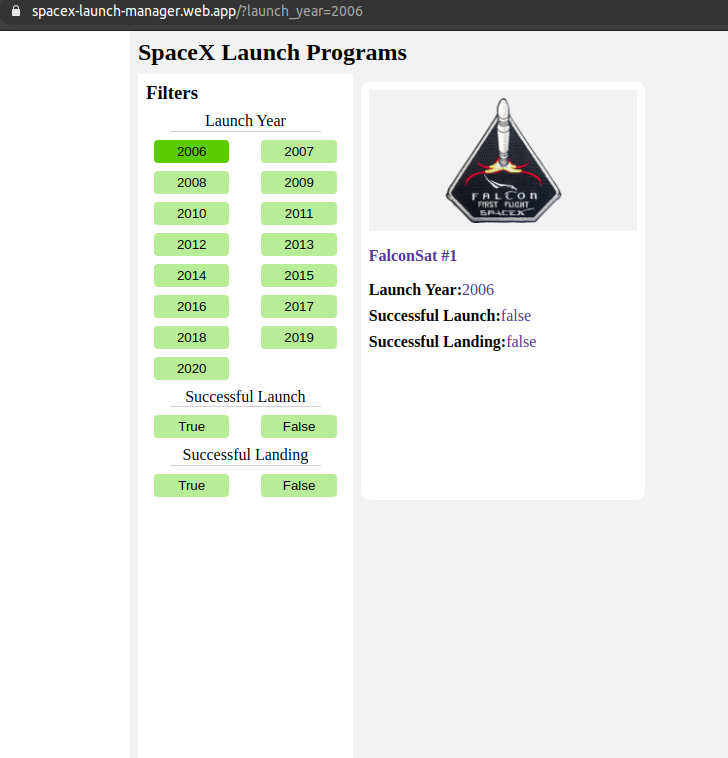 spacex-launch-manager.web.app/?launch_year=2006
SpaceX Launch Programs
Filters
Launch Year
2006 2007
2008 2009
2010 2011
2012 2013
2014 2015
2016 2017
2018 2019
2020
Successful Launch
True False
Successful Landing
True False
FALCON
FIRST FLIGHT
SPACEX
FalconSat #1
Launch Year:2006
Successful Launch:false
Successful Landing:false